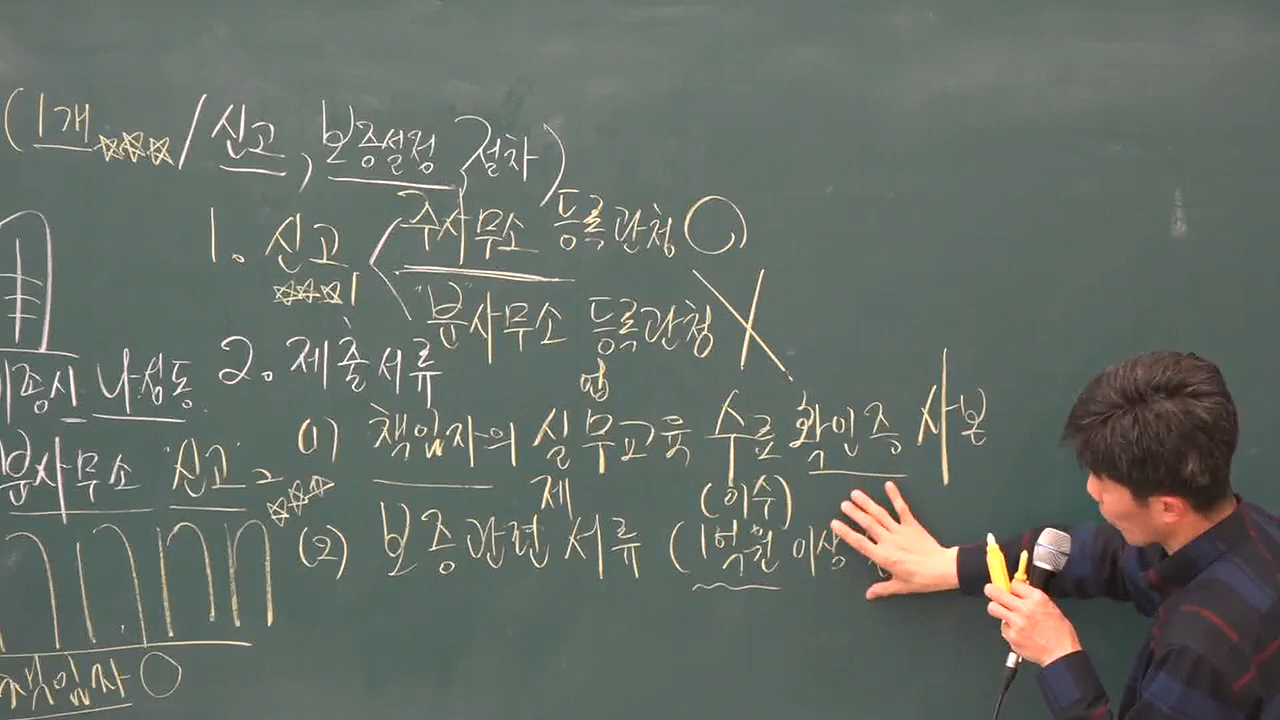 (1개 ☆☆☆ / 신고, 보증설정, 절차)
1. 신고 주사무소 등록관청 ○
☆☆☆1 "분"사무소 등록관청 X
2. 제출서류
업
(1) 책임자의 실무교육 수료확인증 사본
제 (이수)
(2) 보증관련 서류 (1억원 이상
종시 나성동
분사무소 신고 ☆☆☆
책임자 ○